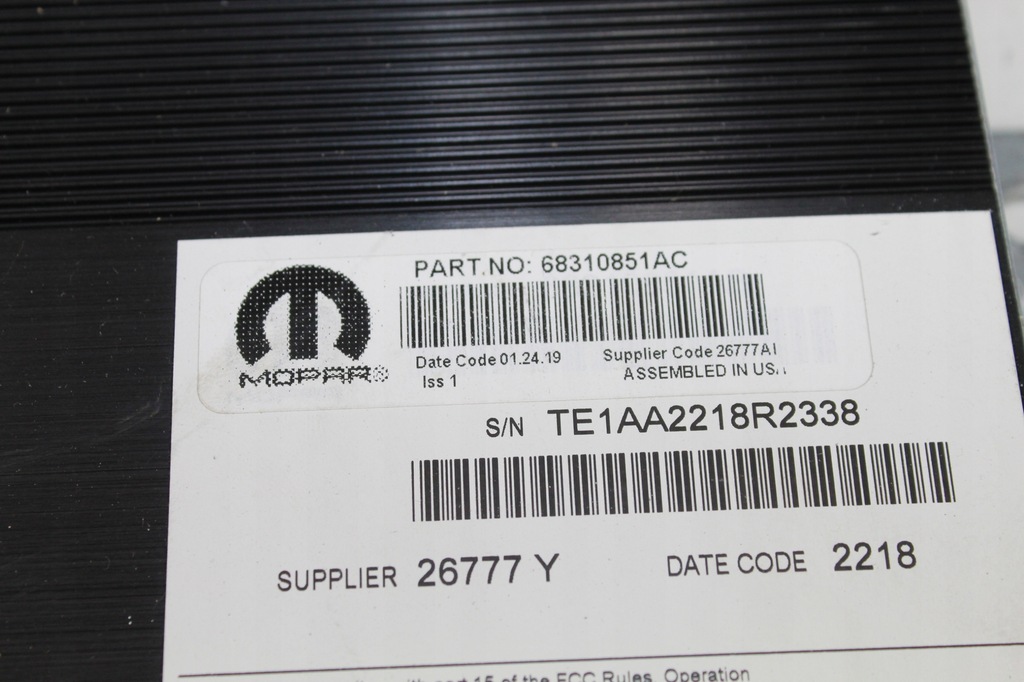 PART.NO: 68310851AC
MOPAR®
Date Code 01.24.19
Supplier Code 26777AI
Iss 1
ASSEMBLED IN USA
S/N TE1AA2218R2338
SUPPLIER 26777 Y
DATE CODE 2218
part 15 of the FCC Rules. Operation